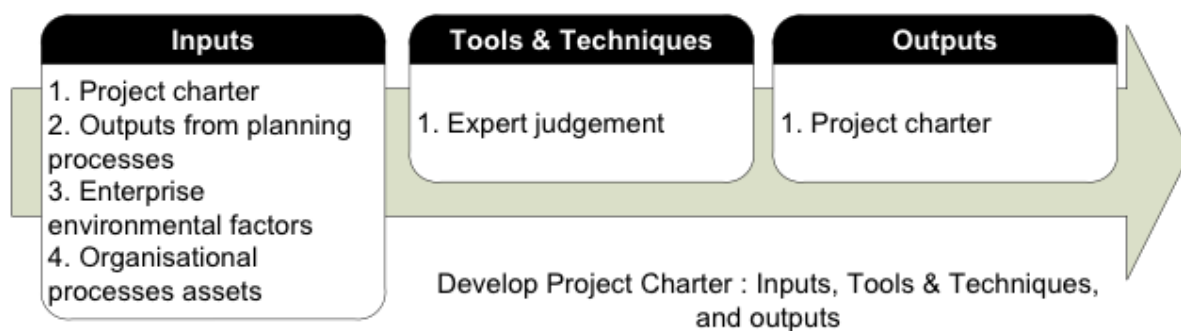 Inputs
1. Project charter
2. Outputs from planning
processes
3. Enterprise
environmental factors
4. Organisational
processes assets
Tools & Techniques
1. Expert judgement
Outputs
1. Project charter
Develop Project Charter : Inputs, Tools & Techniques,
and outputs